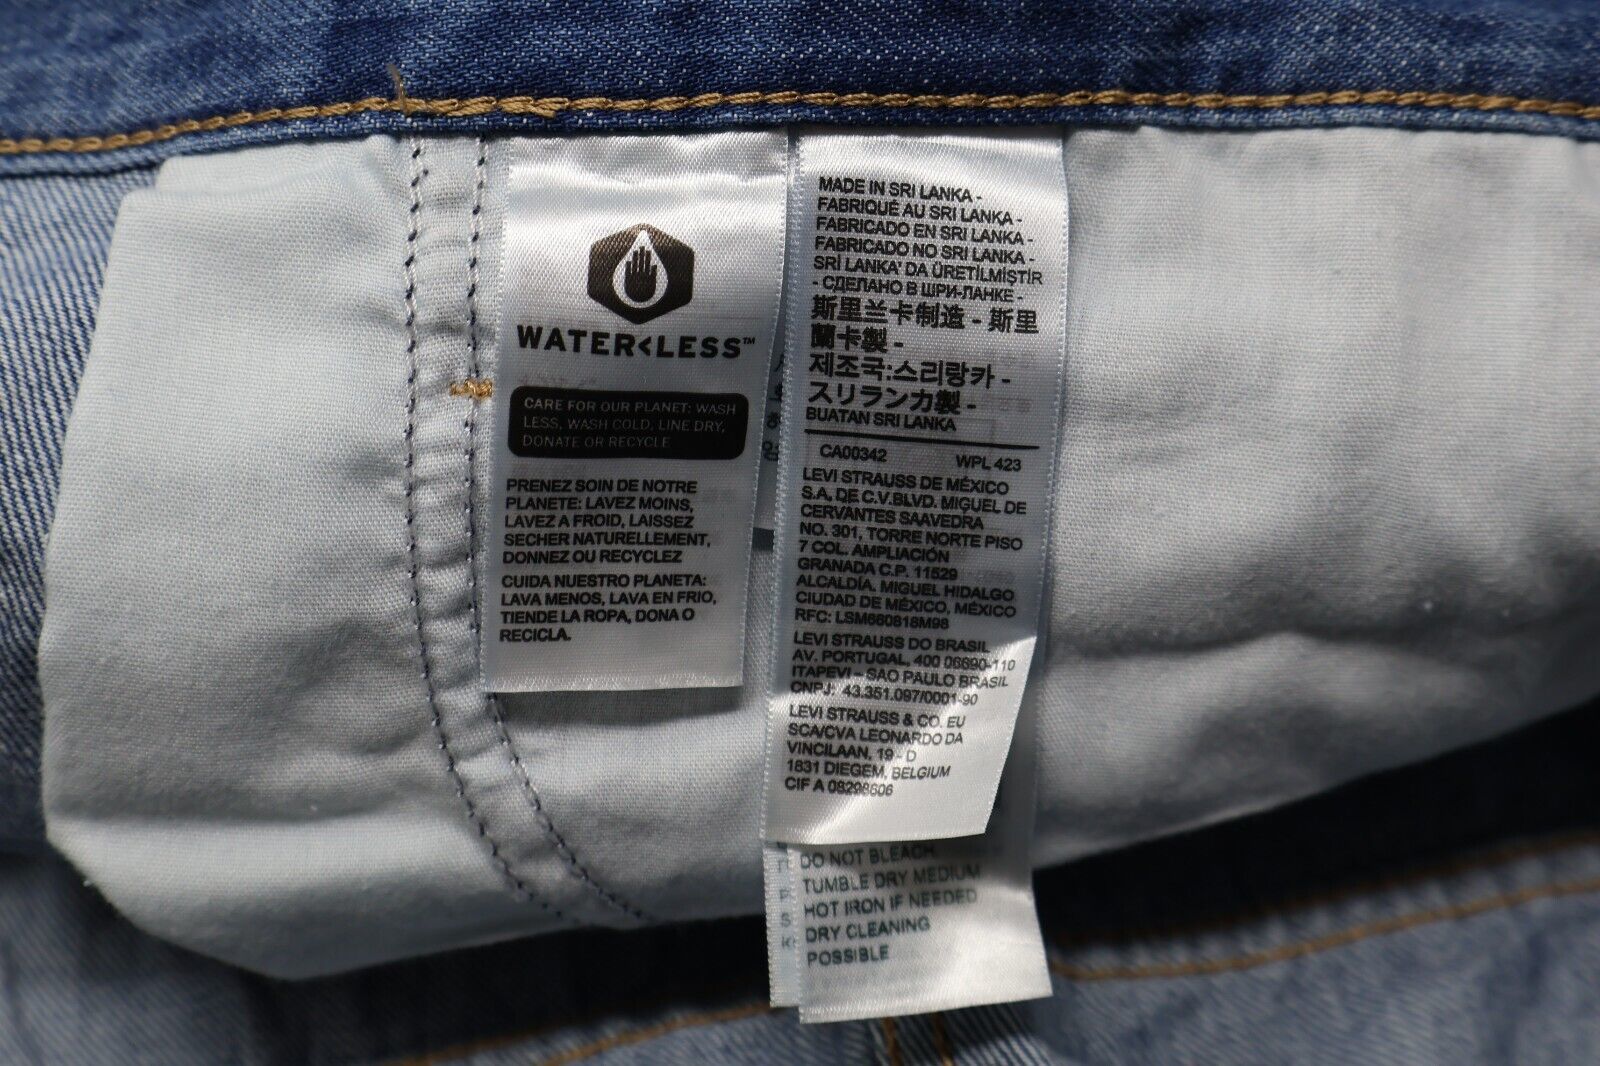 WATER<LESS™
CARE FOR OUR PLANET: WASH
LESS, WASH COLD, LINE DRY,
DONATE OR RECYCLE
PRENEZ SOIN DE NOTRE
PLANETE: LAVEZ MOINS,
LAVEZ A FROID, LAISSEZ
SECHER NATURELLEMENT,
DONNEZ OU RECYCLEZ
CUIDA NUESTRO PLANETA:
LAVA MENOS, LAVA EN FRIO,
TIENDE LA ROPA, DONA O
RECICLA.
MADE IN SRI LANKA -
FABRIQUÉ AU SRI LANKA -
FABRICADO EN SRI LANKA -
FABRICADO NO SRI LANKA -
SRİ LANKA' DA ÜRETİLMİŞTİR
- СДЕЛАНО В ШРИ-ЛАНКЕ -
斯里兰卡制造 - 斯里
蘭卡製 -
제조국:스리랑카 -
スリランカ製 -
BUATAN SRI LANKA
CA00342 WPL 423
LEVI STRAUSS DE MÉXICO
S.A. DE C.V.BLVD. MIGUEL DE
CERVANTES SAAVEDRA
NO. 301, TORRE NORTE PISO
7 COL. AMPLIACIÓN
GRANADA C.P. 11529
ALCALDÍA, MIGUEL HIDALGO
CIUDAD DE MÉXICO, MÉXICO
RFC: LSM660818M98
LEVI STRAUSS DO BRASIL
AV. PORTUGAL, 400 06690-110
ITAPEVI – SAO PAULO BRASIL
CNPJ: 43.351.097/0001-90
LEVI STRAUSS & CO. EU
SCA/CVA LEONARDO DA
VINCILAAN, 19 - D
1831 DIEGEM, BELGIUM
CIF A 08298606
DO NOT BLEACH
TUMBLE DRY MEDIUM
HOT IRON IF NEEDED
DRY CLEANING
POSSIBLE